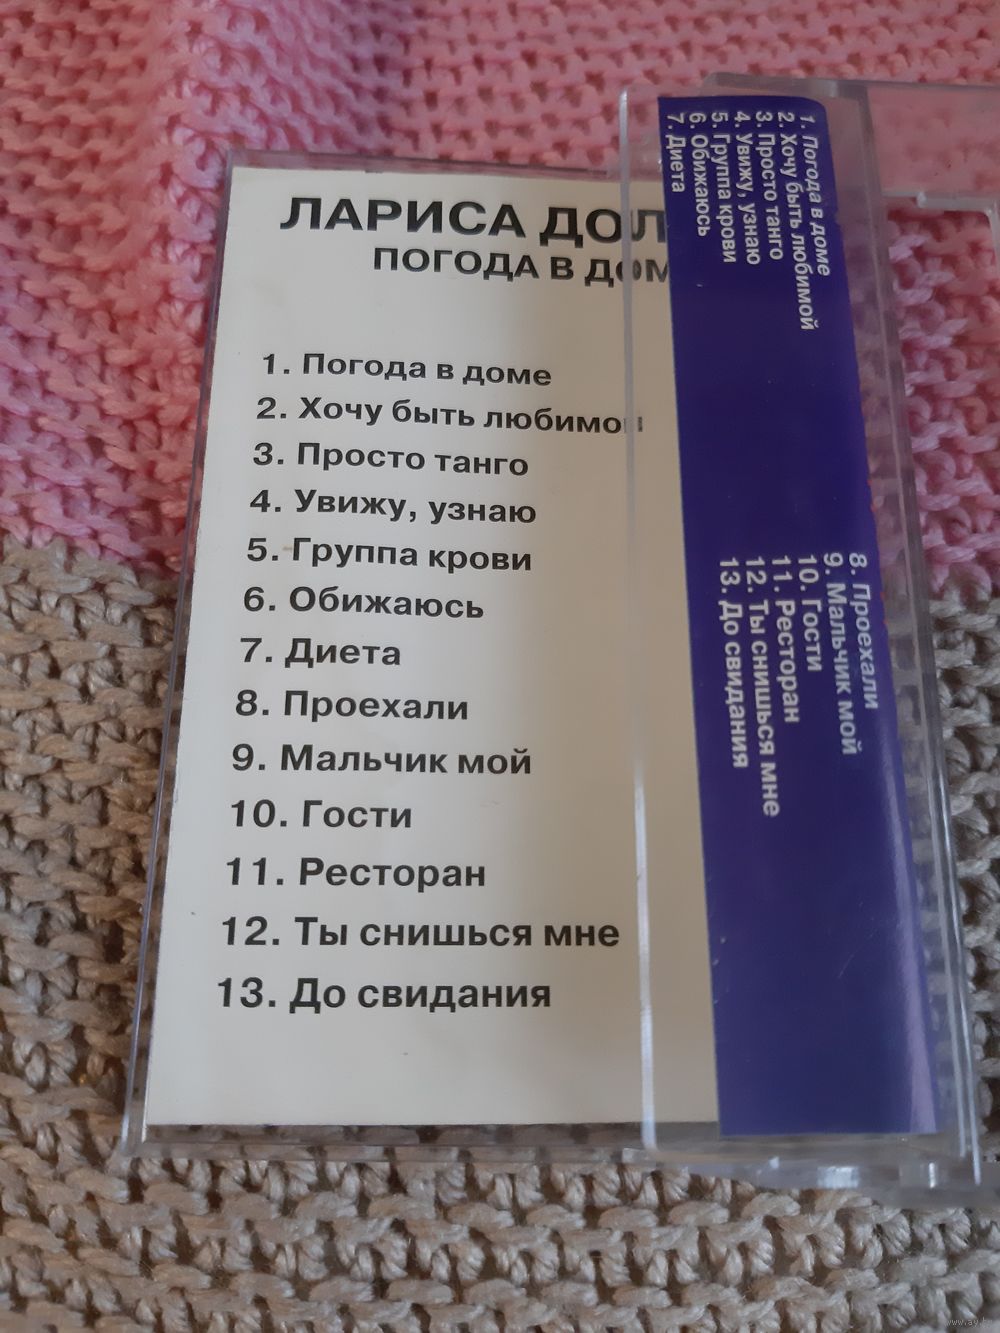 ЛАРИСА ДОЛ
ПОГОДА В ДОМ
1. Погода в доме
2. Хочу быть любимой
3. Просто танго
4. Увижу, узнаю
5. Группа крови
6. Обижаюсь
7. Диета
8. Проехали
9. Мальчик мой
10. Гости
11. Ресторан
12. Ты снишься мне
13. До свидания
1. Погода в доме
2. Хочу быть любимой
3. Просто танго
4. Увижу, узнаю
5. Группа крови
6. Обижаюсь
7. Диета
8. Проехали
9. Мальчик мой
10. Гости
11. Ресторан
12. Ты снишься мне
13. До свидания